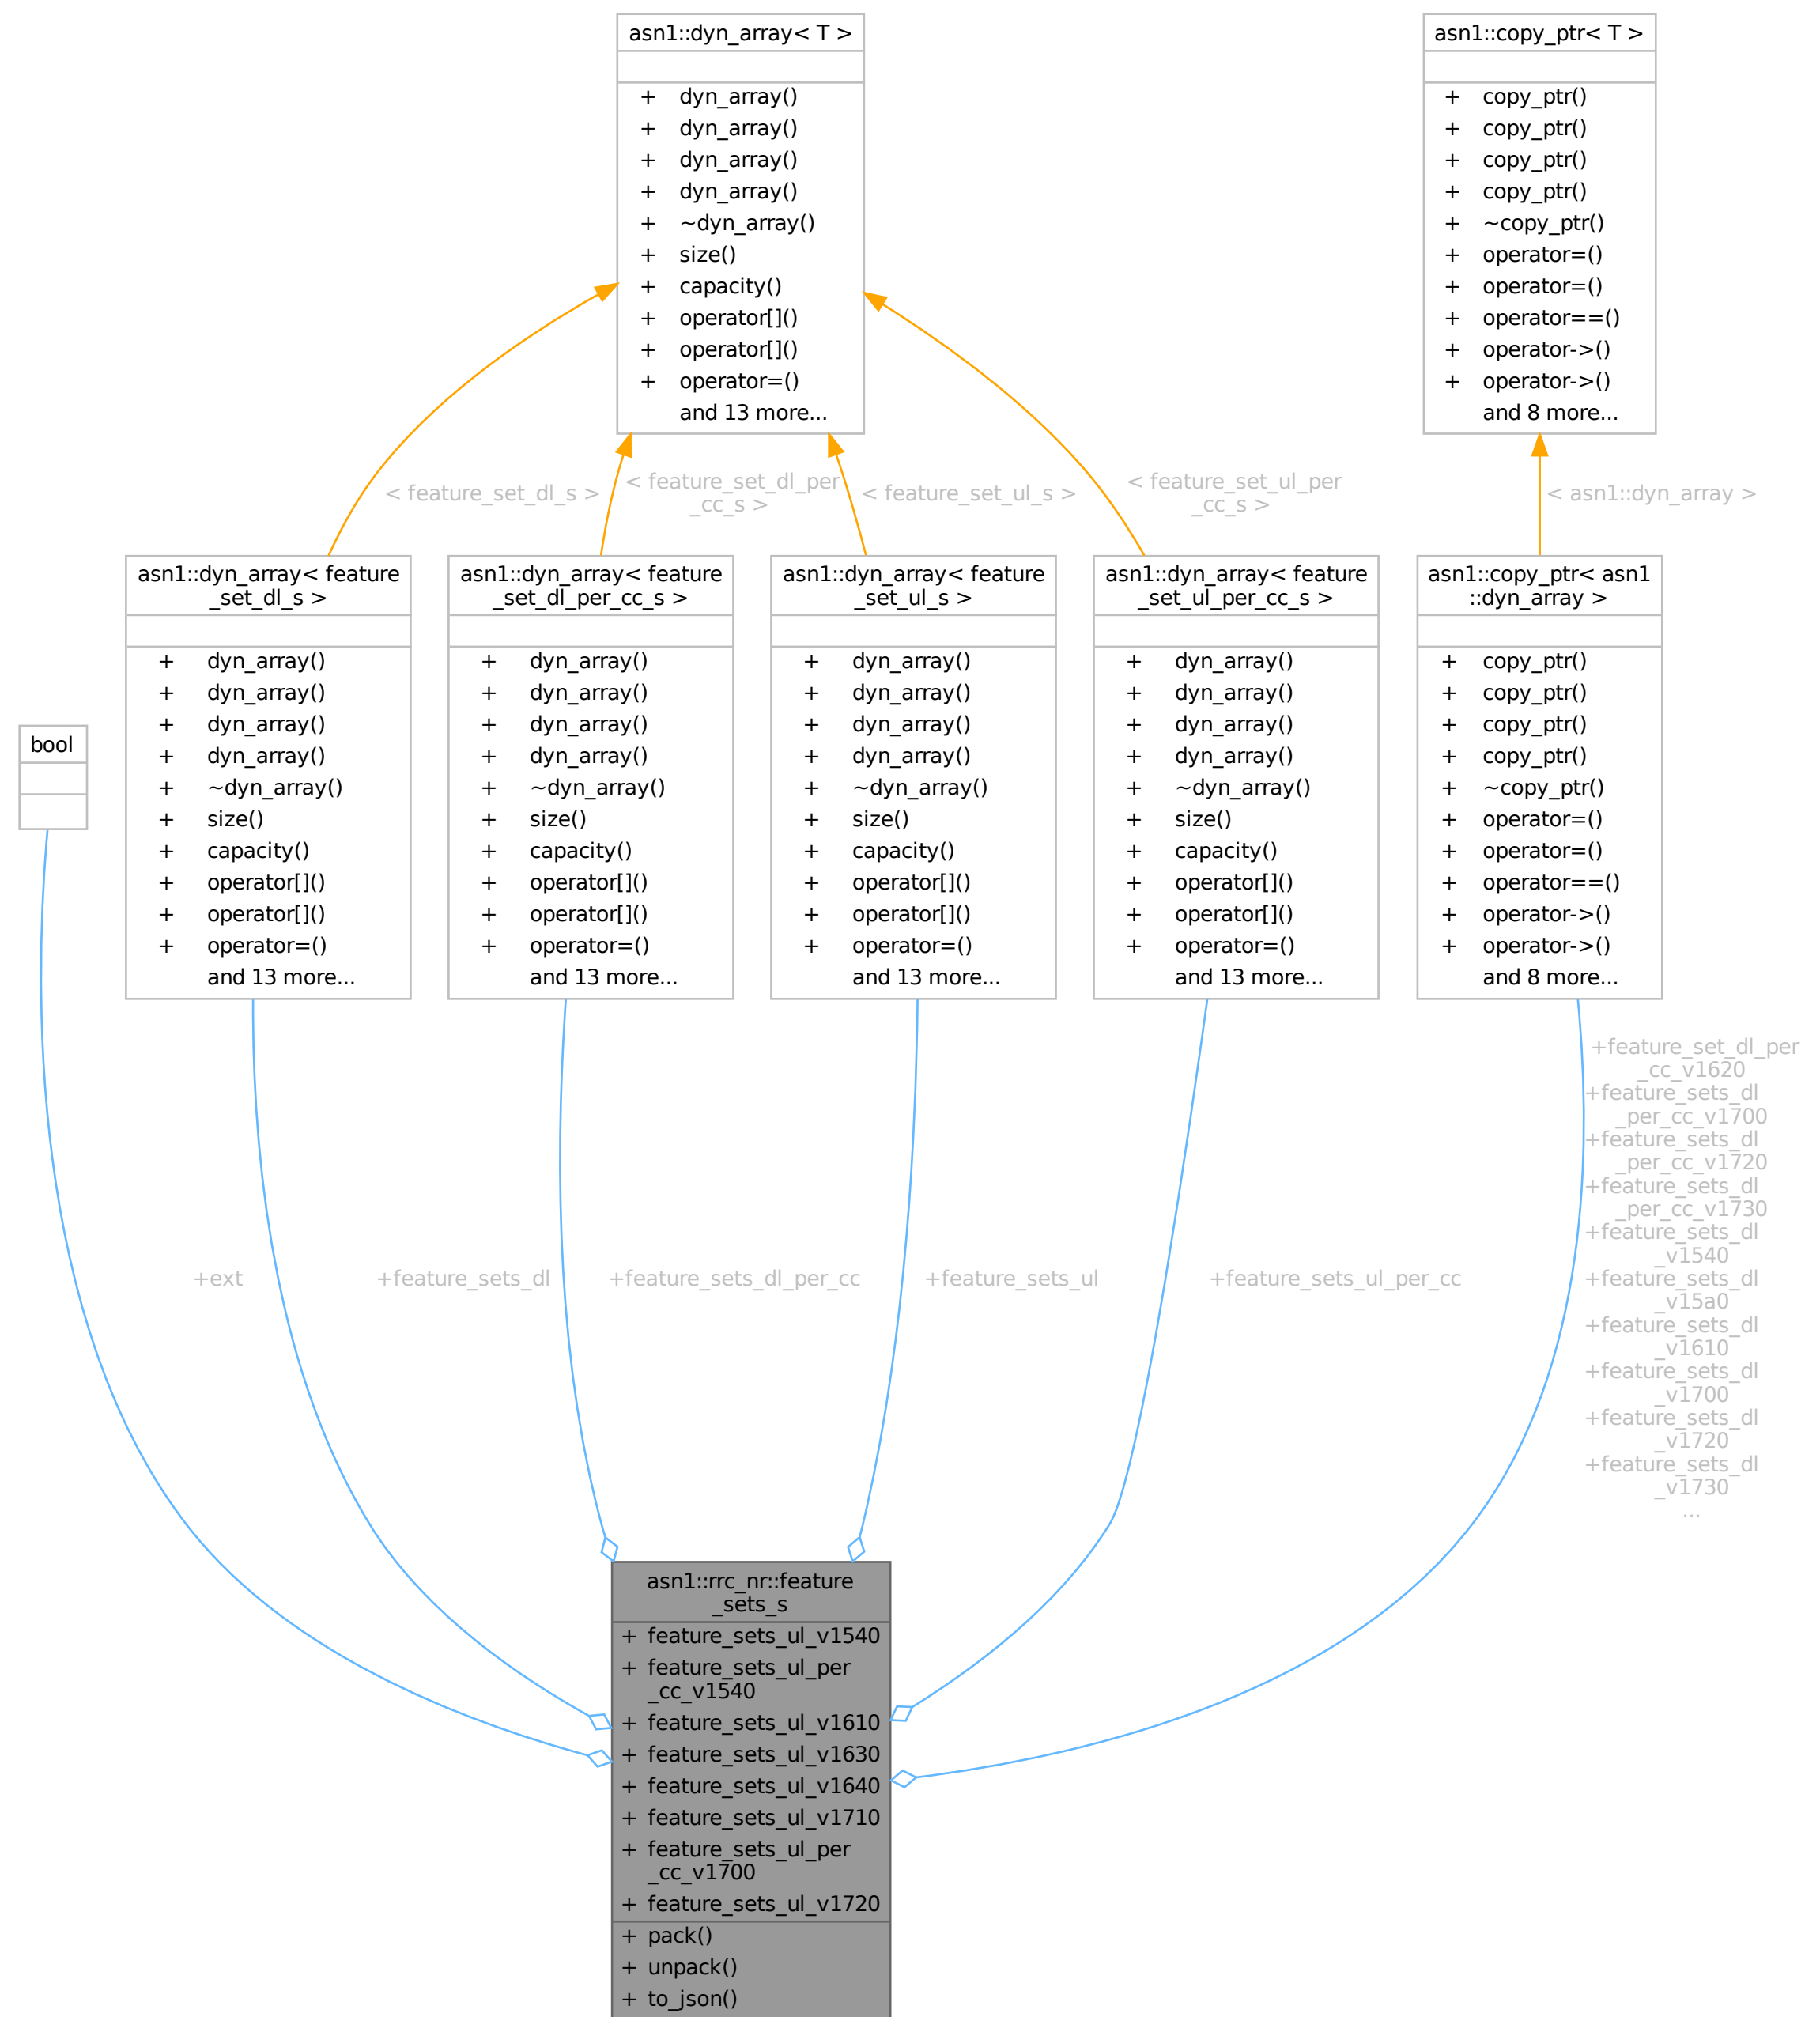 asn1::dyn_array< T >
+ dyn_array()
+ dyn_array()
+ dyn_array()
+ dyn_array()
+ ~dyn_array()
+ size()
+ capacity()
+ operator[]()
+ operator[]()
+ operator=()
and 13 more...
asn1::copy_ptr< T >
+ copy_ptr()
+ copy_ptr()
+ copy_ptr()
+ copy_ptr()
+ ~copy_ptr()
+ operator=()
+ operator=()
+ operator==()
+ operator->()
+ operator->()
and 8 more...
< feature_set_dl_s >
< feature_set_dl_per
_cc_s >
< feature_set_ul_s >
< feature_set_ul_per
_cc_s >
< asn1::dyn_array >
bool
asn1::dyn_array< feature
_set_dl_s >
+ dyn_array()
+ dyn_array()
+ dyn_array()
+ dyn_array()
+ ~dyn_array()
+ size()
+ capacity()
+ operator[]()
+ operator[]()
+ operator=()
and 13 more...
asn1::dyn_array< feature
_set_dl_per_cc_s >
+ dyn_array()
+ dyn_array()
+ dyn_array()
+ dyn_array()
+ ~dyn_array()
+ size()
+ capacity()
+ operator[]()
+ operator[]()
+ operator=()
and 13 more...
asn1::dyn_array< feature
_set_ul_s >
+ dyn_array()
+ dyn_array()
+ dyn_array()
+ dyn_array()
+ ~dyn_array()
+ size()
+ capacity()
+ operator[]()
+ operator[]()
+ operator=()
and 13 more...
asn1::dyn_array< feature
_set_ul_per_cc_s >
+ dyn_array()
+ dyn_array()
+ dyn_array()
+ dyn_array()
+ ~dyn_array()
+ size()
+ capacity()
+ operator[]()
+ operator[]()
+ operator=()
and 13 more...
asn1::copy_ptr< asn1
::dyn_array >
+ copy_ptr()
+ copy_ptr()
+ copy_ptr()
+ copy_ptr()
+ ~copy_ptr()
+ operator=()
+ operator=()
+ operator==()
+ operator->()
+ operator->()
and 8 more...
+ext
+feature_sets_dl
+feature_sets_dl_per_cc
+feature_sets_ul
+feature_sets_ul_per_cc
+feature_set_dl_per
_cc_v1620
+feature_sets_dl
_per_cc_v1700
+feature_sets_dl
_per_cc_v1720
+feature_sets_dl
_per_cc_v1730
+feature_sets_dl
_v1540
+feature_sets_dl
_v15a0
+feature_sets_dl
_v1610
+feature_sets_dl
_v1700
+feature_sets_dl
_v1720
+feature_sets_dl
_v1730
...
asn1::rrc_nr::feature
_sets_s
+ feature_sets_ul_v1540
+ feature_sets_ul_per
_cc_v1540
+ feature_sets_ul_v1610
+ feature_sets_ul_v1630
+ feature_sets_ul_v1640
+ feature_sets_ul_v1710
+ feature_sets_ul_per
_cc_v1700
+ feature_sets_ul_v1720
+ pack()
+ unpack()
+ to_json()